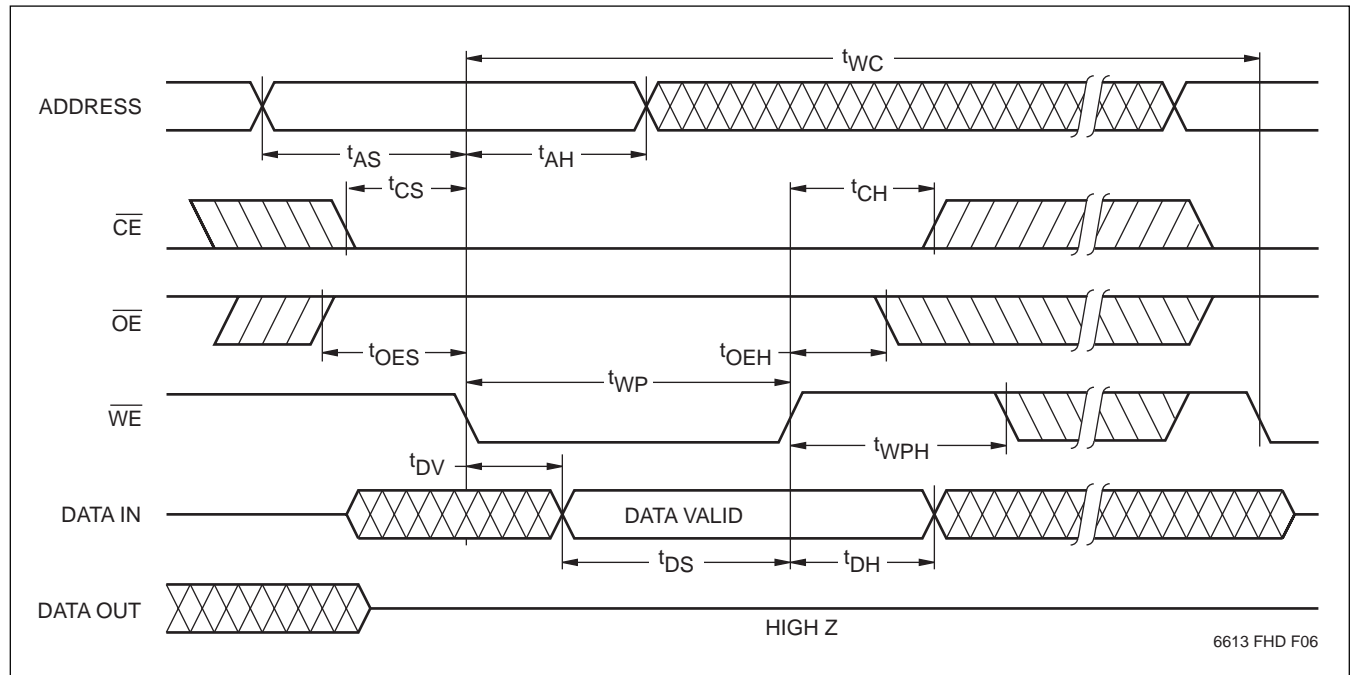 tWC
ADDRESS
tAS
tAH
tCS
tCH
CE
OE
tOES
tOEH
tWP
WE
tWPH
tDV
DATA IN
DATA VALID
tDS
tDH
DATA OUT
HIGH Z
6613 FHD F06